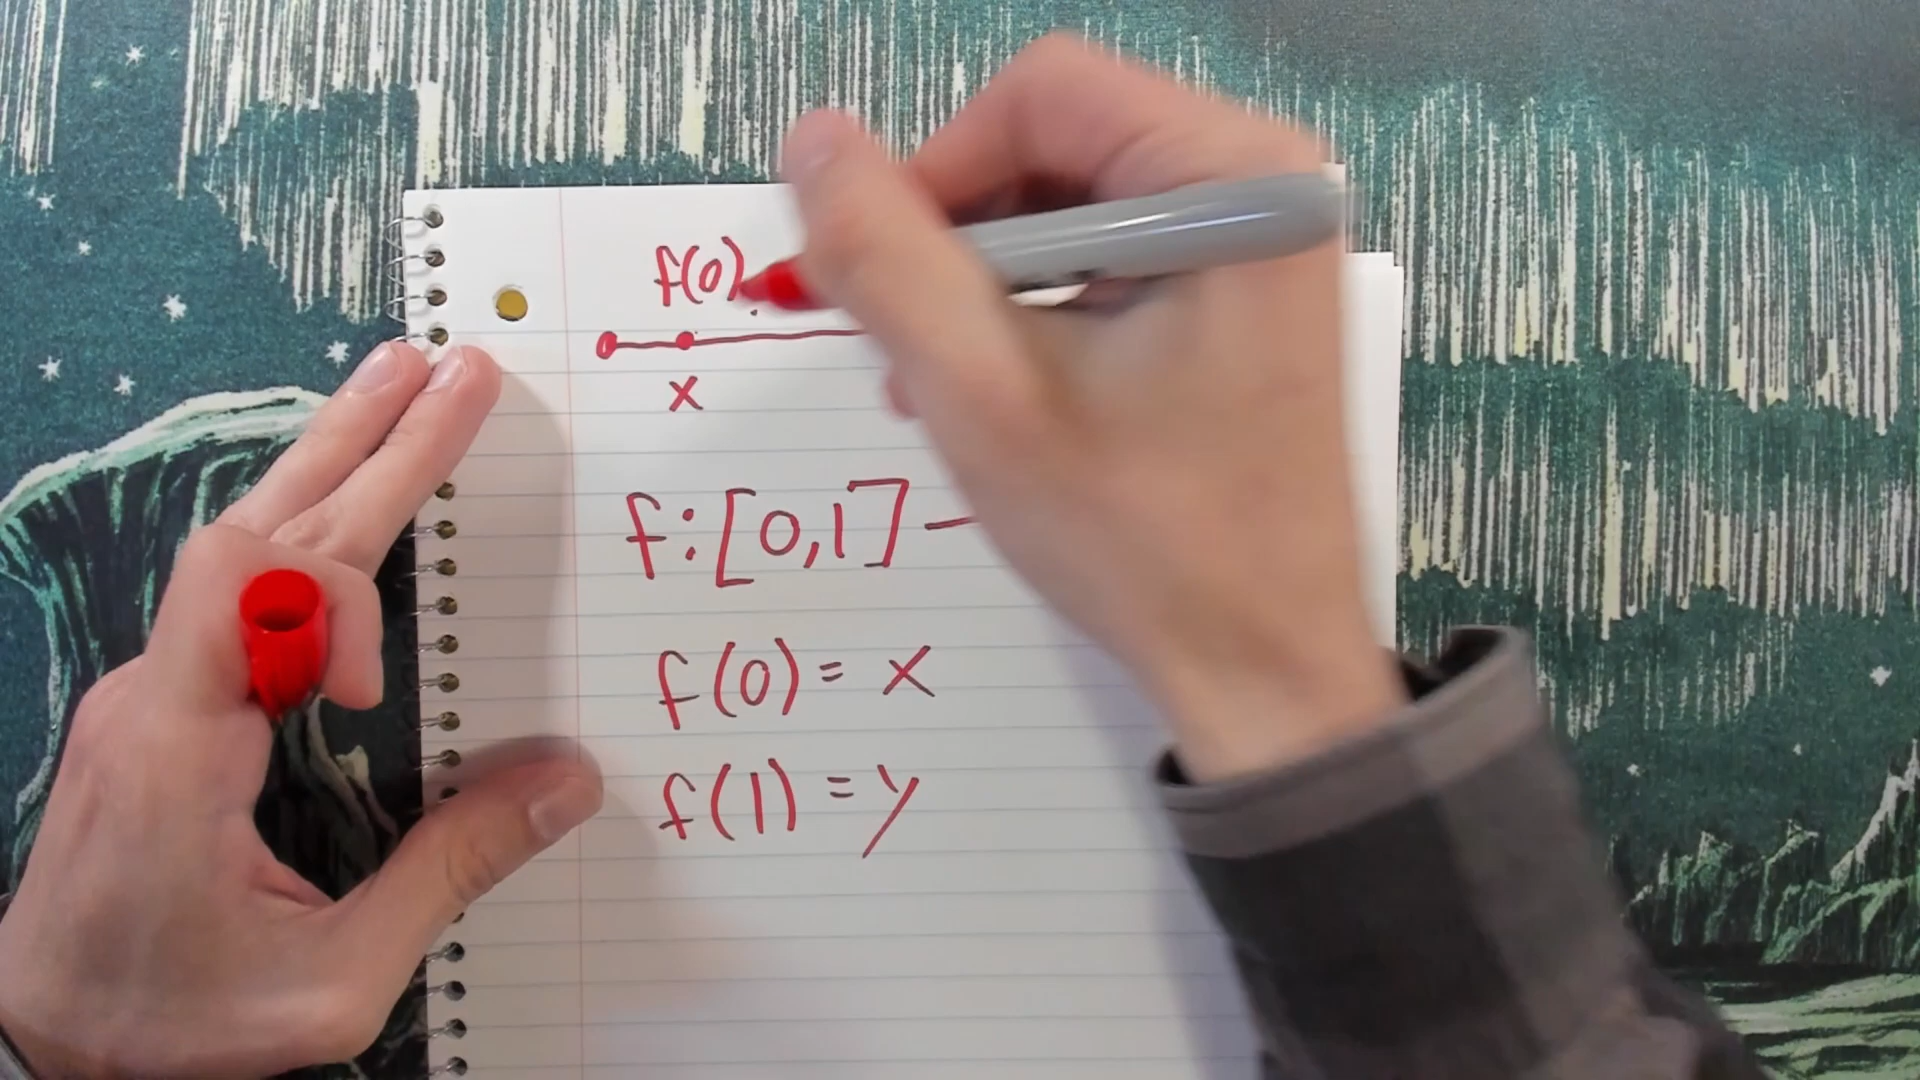 f(0)
x
f:[0,1] —
f(0) = x
f(1) = y